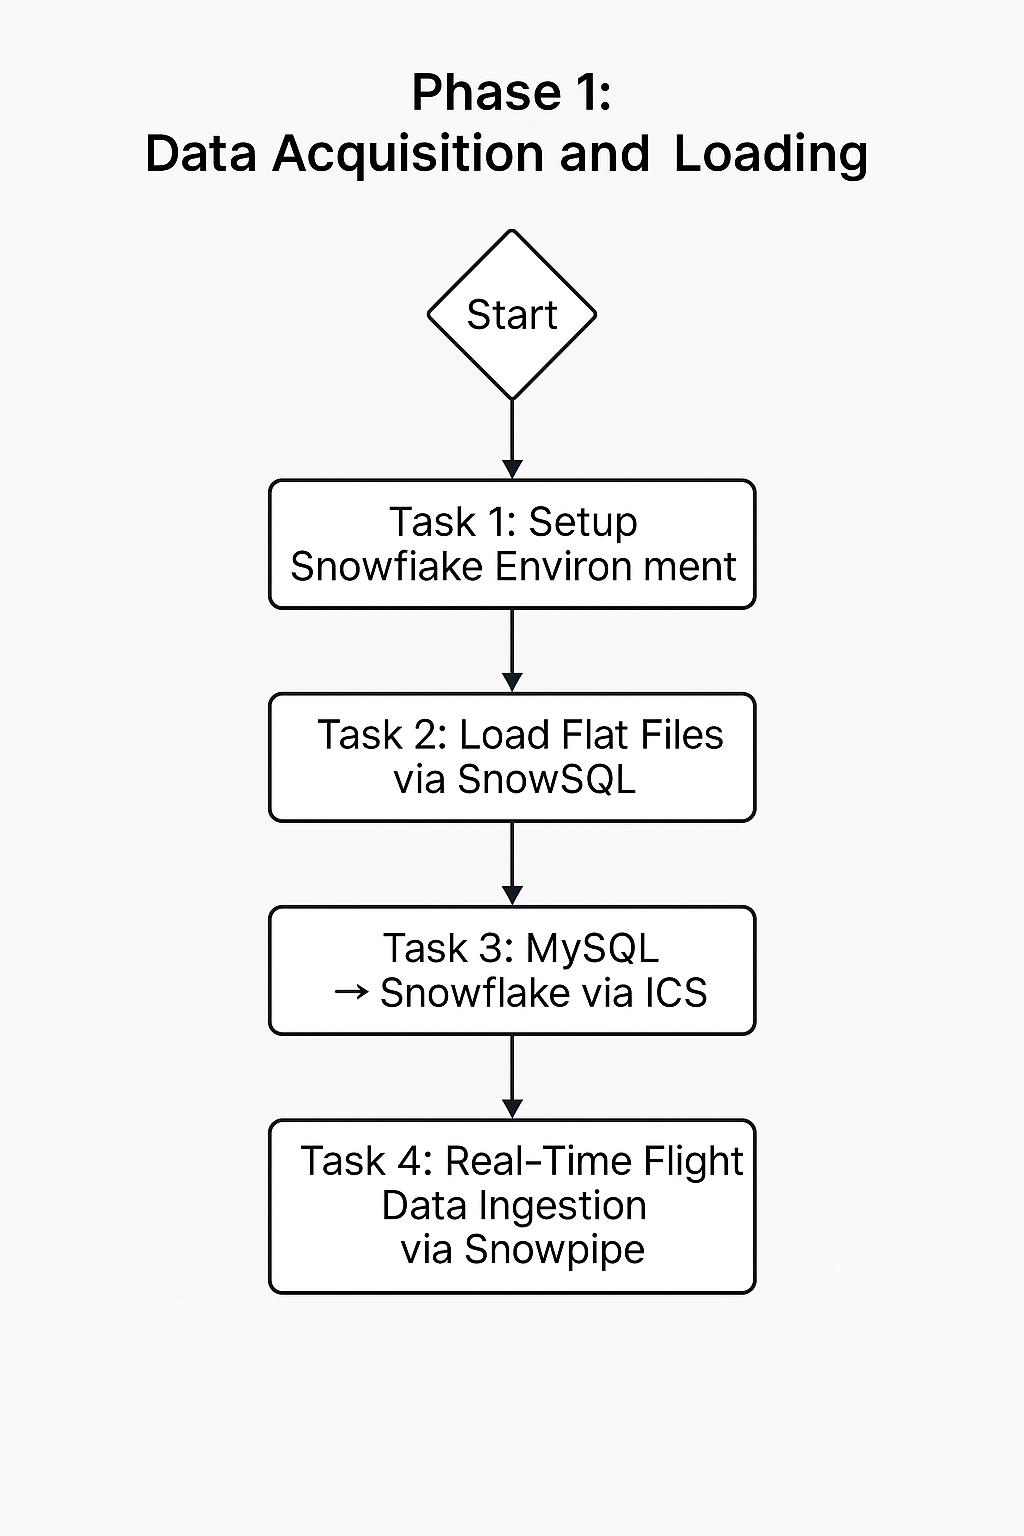 Phase 1:
Data Acquisition and Loading
Start
Task 1: Setup
Snowfiake Environ ment
Task 2: Load Flat Files
via SnowSQL
Task 3: MySQL
→ Snowflake via ICS
Task 4: Real-Time Flight
Data Ingestion
via Snowpipe